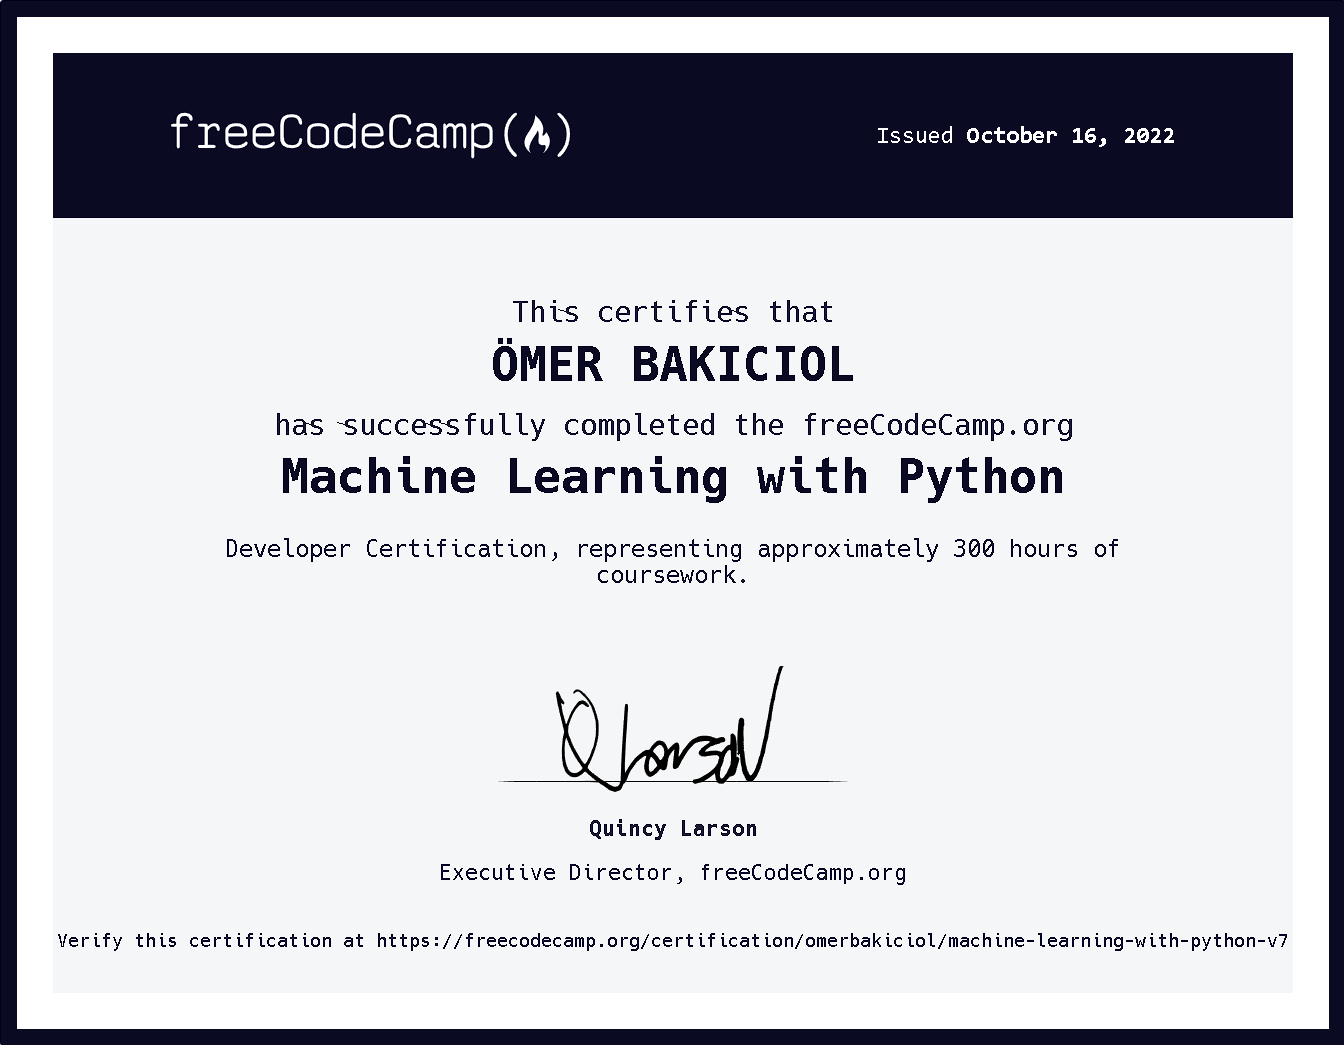 freeCodeCamp
Issued October 16, 2022
This certifies that
ÖMER BAKICIOL
has successfully completed the freeCodeCamp.org
Machine Learning with Python
Developer Certification, representing approximately 300 hours of
coursework.
Q Larson
Quincy Larson
Executive Director, freeCodeCamp.org
Verify this certification at https://freecodecamp.org/certification/omerbakiciol/machine-learning-with-python-v7